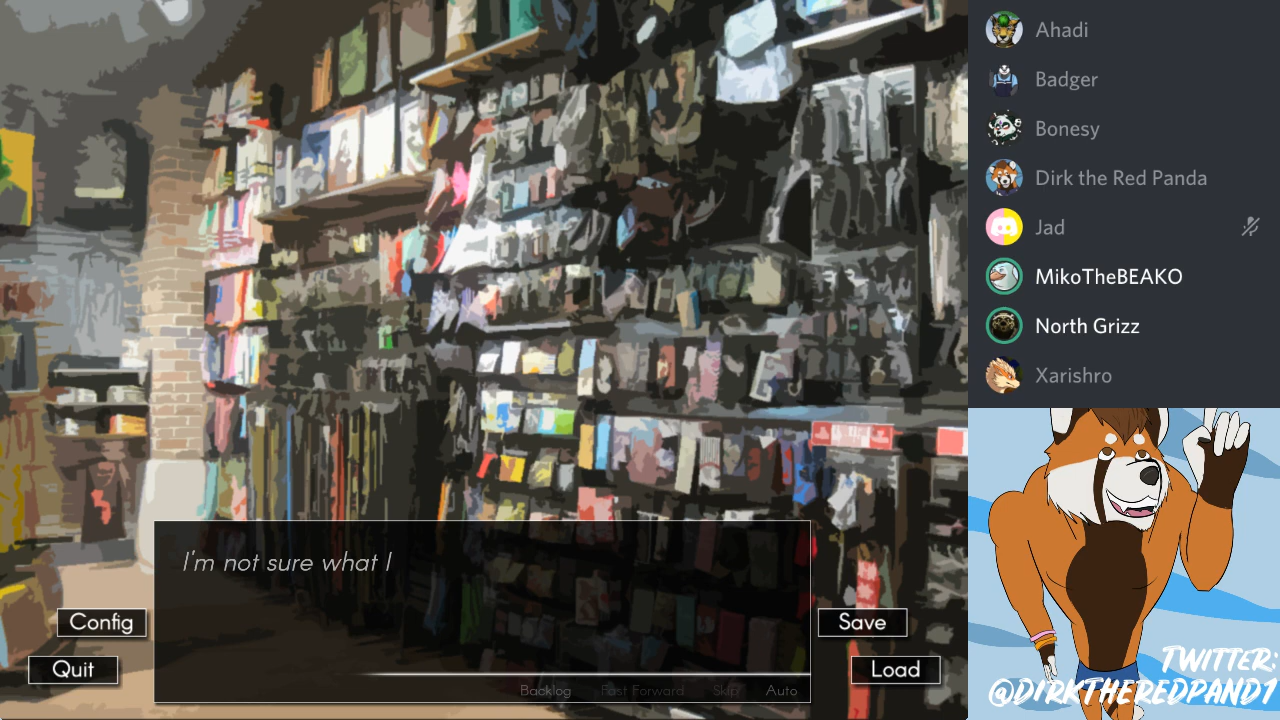 Ahadi
Badger
Bonesy
Dirk the Red Panda
Jad
MikoTheBEAKO
North Grizz
Xarishro
I'm not sure what I
Config
Save
Quit
Load
Backlog
Fast Forward
Skip
Auto
TWITTER:
@DIRKTHEREDPAND1